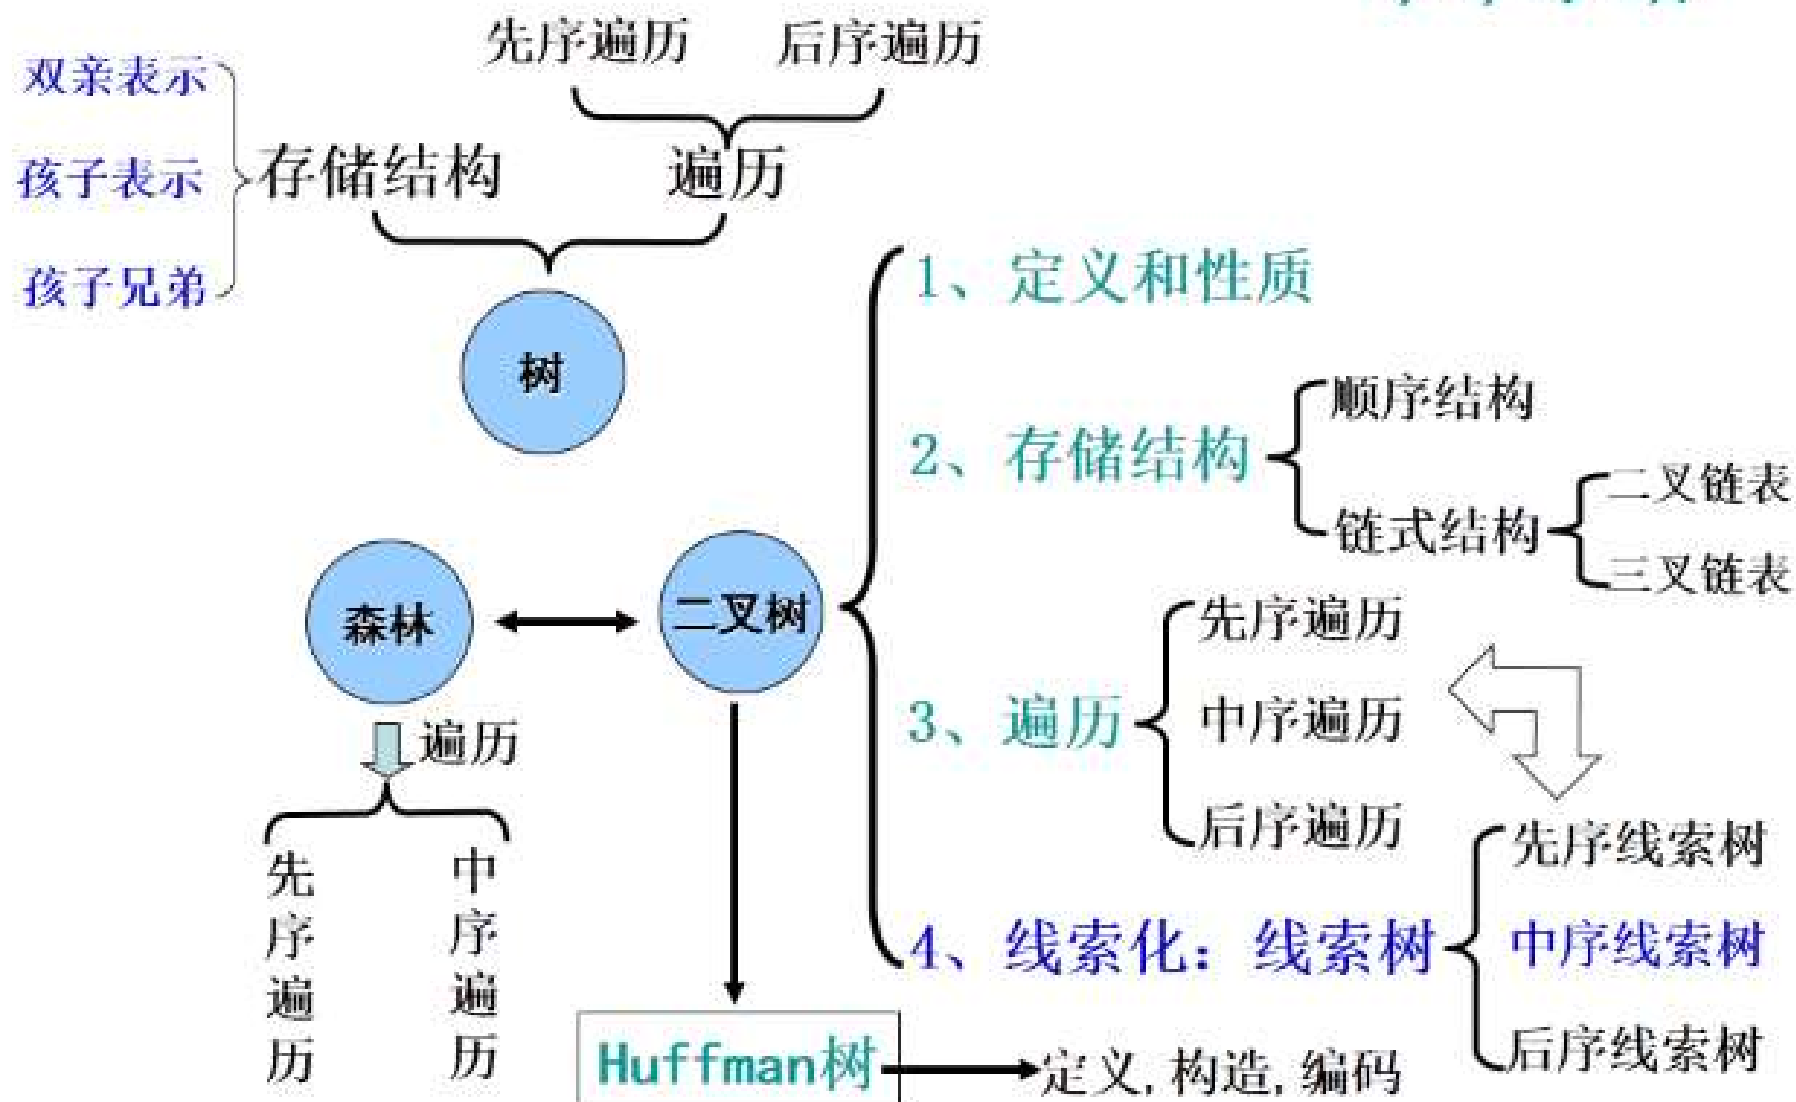 先序遍历
后序遍历
双亲表示
孩子表示
孩子兄弟
存储结构
遍历
树
森林
二叉树
遍历
先序遍历
中序遍历
1、定义和性质
2、存储结构
顺序结构
链式结构
二叉链表
三叉链表
3、遍历
先序遍历
中序遍历
后序遍历
4、线索化：线索树
先序线索树
中序线索树
后序线索树
Huffman树
定义,构造,编码